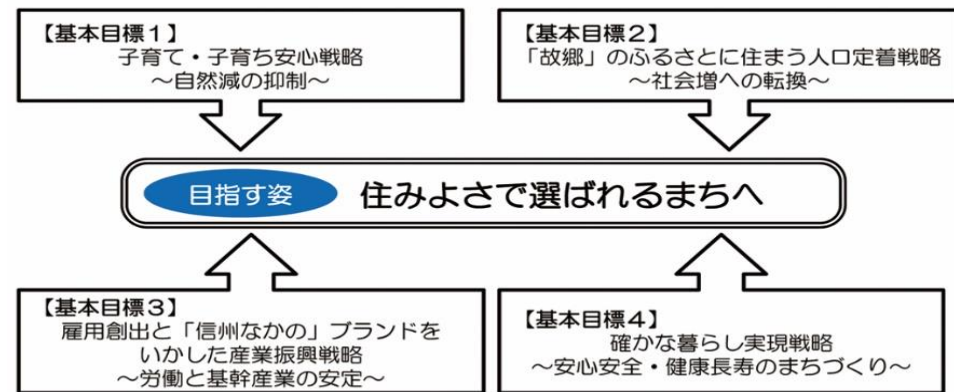 【基本目標１】
子育て・子育ち安心戦略
～自然減の抑制～
【基本目標２】
「故郷」のふるさとに住まう人口定着戦略
～社会増への転換～
目指す姿 住みよさで選ばれるまちへ
【基本目標３】
雇用創出と「信州なかの」ブランドを
いかした産業振興戦略
～労働と基幹産業の安定～
【基本目標４】
確かな暮らし実現戦略
～安心安全・健康長寿のまちづくり～